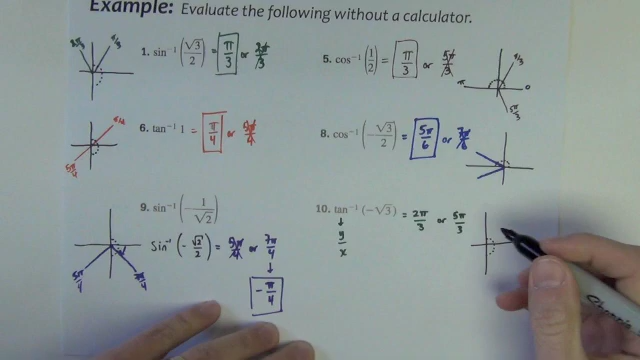 Example: Evaluate the following without a calculator.
1. sin⁻¹(√3/2) = π/3 or 2π/3
2π/3 π/3
5. cos⁻¹(1/2) = π/3 or 5π/3
π/3
π 0
5π/3
6. tan⁻¹ 1 = π/4 or 5π/4
π/4
5π/4
8. cos⁻¹(-√3/2) = 5π/6 or 7π/6
9. sin⁻¹(-1/√2)
sin⁻¹(-√2/2) = 5π/4 or 7π/4
↓
-π/4
5π/4 7π/4
10. tan⁻¹(-√3) = 2π/3 or 5π/3
↓
y/x